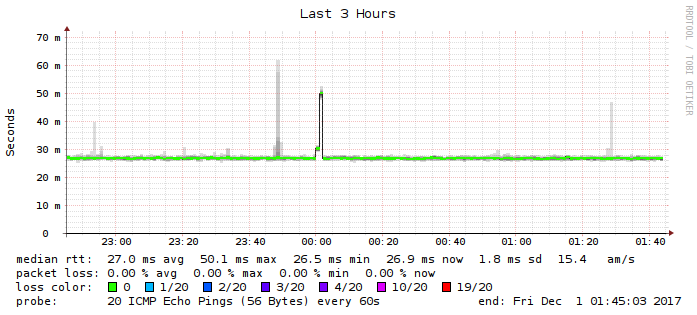 Last 3 Hours
RRDTOOL / TOBI OETIKER
Seconds
70 m
60 m
50 m
40 m
30 m
20 m
10 m
0
23:00 23:20 23:40 00:00 00:20 00:40 01:00 01:20 01:40
median rtt: 27.0 ms avg 50.1 ms max 26.5 ms min 26.9 ms now 1.8 ms sd 15.4 am/s
packet loss: 0.00 % avg 0.00 % max 0.00 % min 0.00 % now
loss color: 0 1/20 2/20 3/20 4/20 10/20 19/20
probe: 20 ICMP Echo Pings (56 Bytes) every 60s end: Fri Dec 1 01:45:03 2017